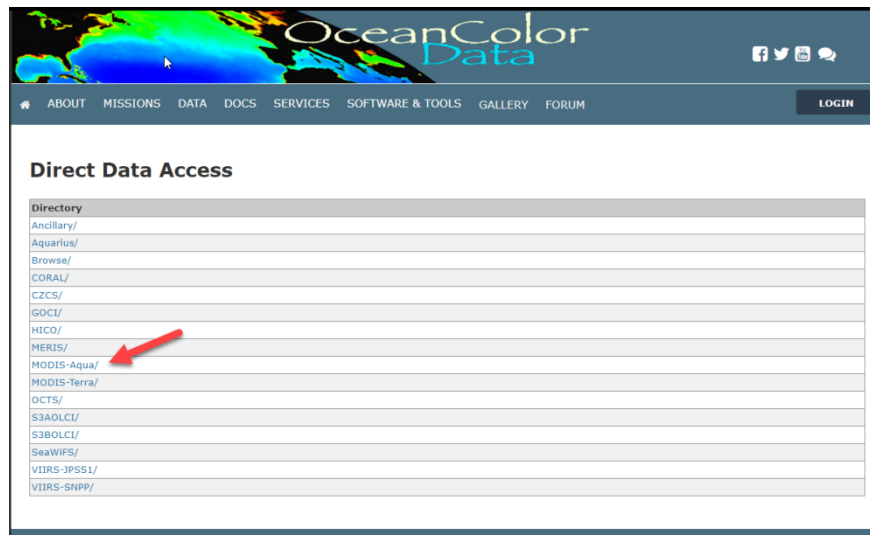 OceanColor
Data
ABOUT MISSIONS DATA DOCS SERVICES SOFTWARE & TOOLS GALLERY FORUM LOGIN
Direct Data Access
Directory
Ancillary/
Aquarius/
Browse/
CORAL/
CZCS/
GOCI/
HICO/
MERIS/
MODIS-Aqua/
MODIS-Terra/
OCTS/
S3AOLCI/
S3BOLCI/
SeaWiFS/
VIIRS-JPSS1/
VIIRS-SNPP/